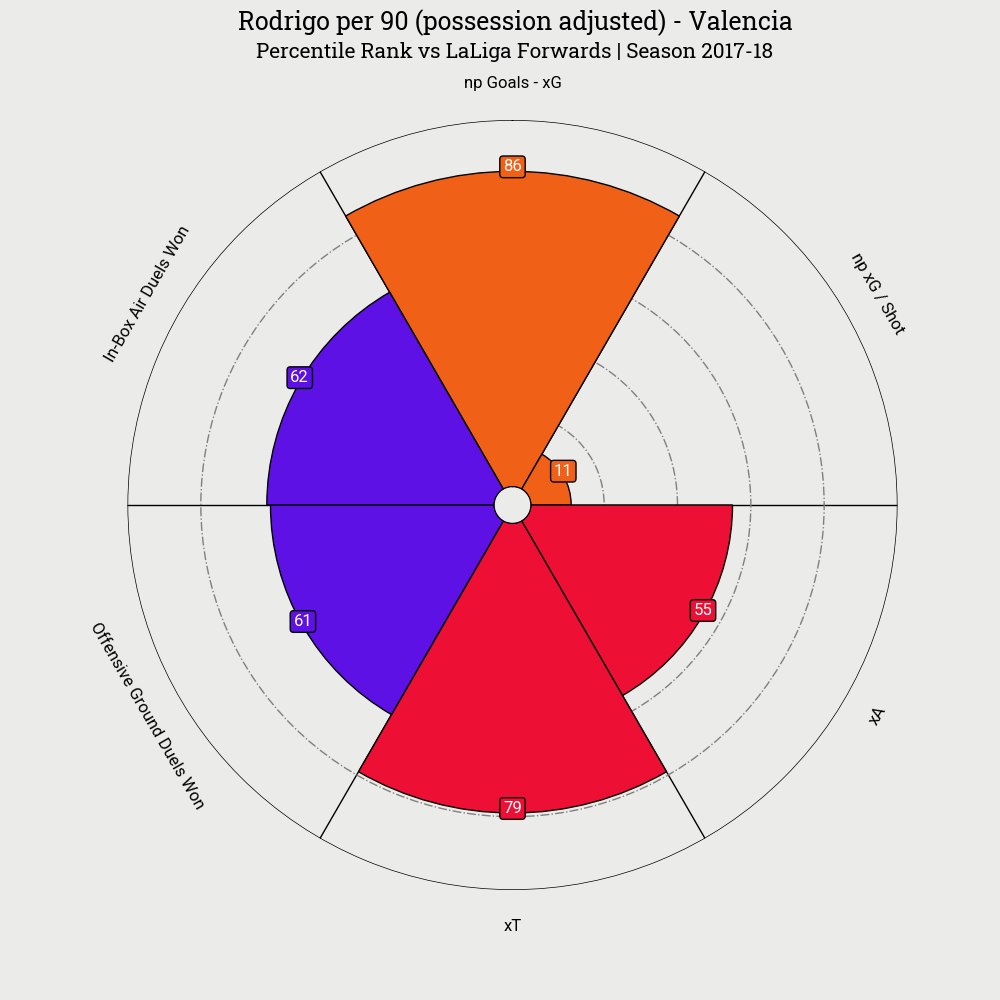 Rodrigo per 90 (possession adjusted) - Valencia
Percentile Rank vs LaLiga Forwards | Season 2017-18
np Goals - xG
86
In-Box Air Duels Won
np xG / Shot
62
11
55
61
Offensive Ground Duels Won
xA
79
xT